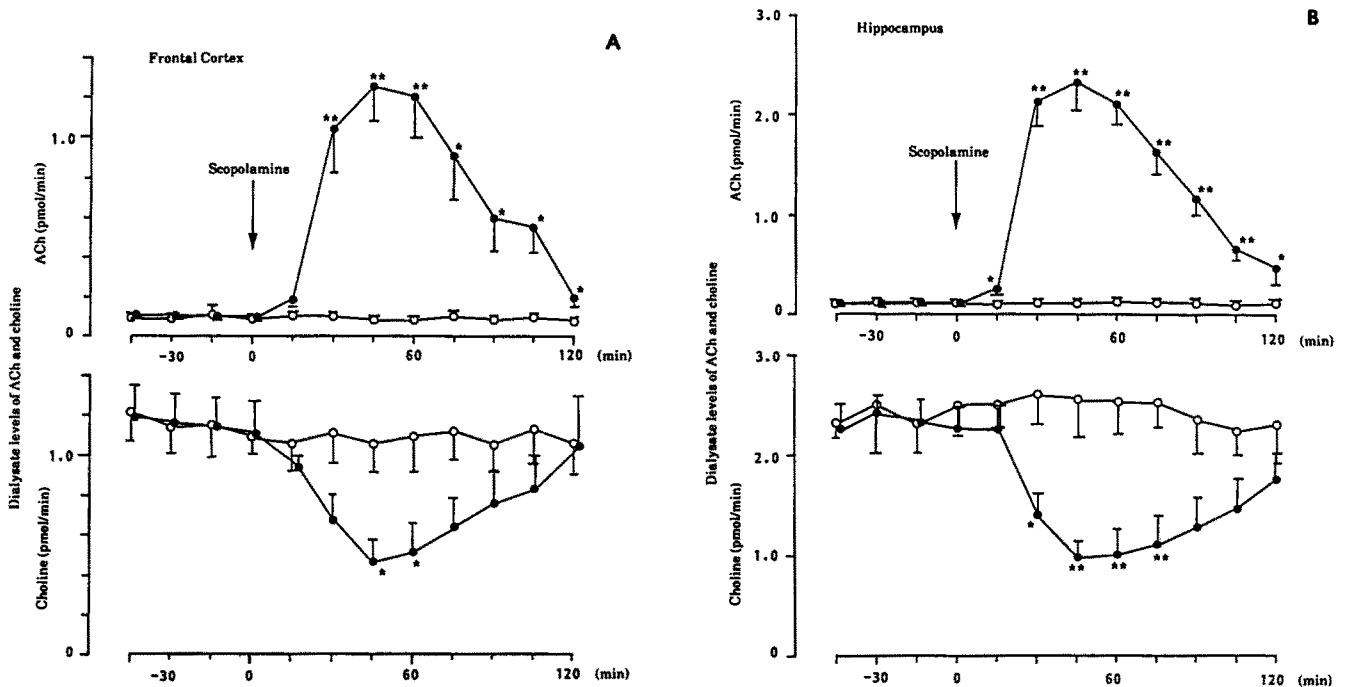 A
Frontal Cortex
ACh (pmol/min)
1.0
0
Scopolamine
** ** ** * * * *
-30 0 60 120 (min)
Dialysate levels of ACh and choline
Choline (pmol/min)
1.0
0
* *
-30 0 60 120 (min)
B
Hippocampus
ACh (pmol/min)
3.0
2.0
1.0
0
Scopolamine
* ** ** ** ** ** ** *
-30 0 60 120 (min)
Dialysate levels of ACh and choline
Choline (pmol/min)
3.0
2.0
1.0
0
* ** ** **
-30 0 60 120 (min)